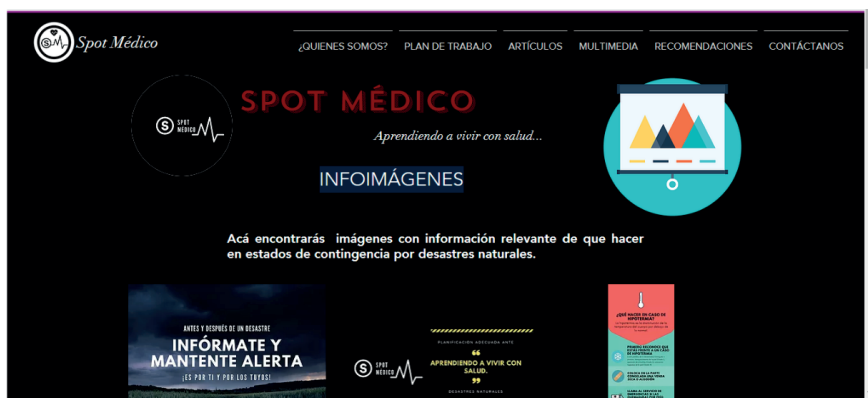 Spot Médico
¿QUIENES SOMOS? PLAN DE TRABAJO ARTÍCULOS MULTIMEDIA RECOMENDACIONES CONTÁCTANOS
SPOT MÉDICO
S SPOT MÉDICO
Aprendiendo a vivir con salud...
INFOIMÁGENES
Acá encontrarás imágenes con información relevante de que hacer
en estados de contingencia por desastres naturales.
ANTES Y DESPUÉS DE UN DESASTRE
INFÓRMATE Y
MANTENTE ALERTA
¡ES POR TI Y POR LOS TUYOS!
PLANIFICACIÓN ADECUADA ANTE
“
APRENDIENDO A VIVIR CON
SALUD.
”
DESASTRES NATURALES
S SPOT MÉDICO
¿QUÉ HACER EN CASO DE
HIPOTERMIA?